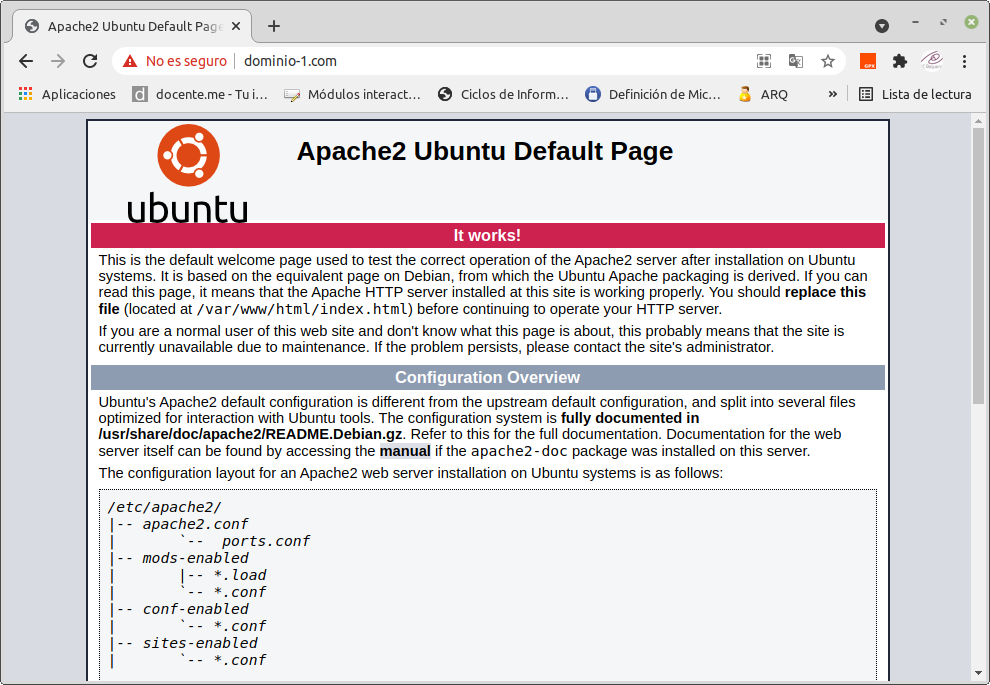 Apache2 Ubuntu Default Page
No es seguro dominio-1.com
Aplicaciones docente.me - Tu i… Módulos interact… Ciclos de Inform… Definición de Mic… ARQ » Lista de lectura
Apache2 Ubuntu Default Page
ubuntu
It works!
This is the default welcome page used to test the correct operation of the Apache2 server after installation on Ubuntu
systems. It is based on the equivalent page on Debian, from which the Ubuntu Apache packaging is derived. If you can
read this page, it means that the Apache HTTP server installed at this site is working properly. You should replace this
file (located at /var/www/html/index.html) before continuing to operate your HTTP server.
If you are a normal user of this web site and don't know what this page is about, this probably means that the site is
currently unavailable due to maintenance. If the problem persists, please contact the site's administrator.
Configuration Overview
Ubuntu's Apache2 default configuration is different from the upstream default configuration, and split into several files
optimized for interaction with Ubuntu tools. The configuration system is fully documented in
/usr/share/doc/apache2/README.Debian.gz. Refer to this for the full documentation. Documentation for the web
server itself can be found by accessing the manual if the apache2-doc package was installed on this server.
The configuration layout for an Apache2 web server installation on Ubuntu systems is as follows:
/etc/apache2/
|-- apache2.conf
|       `--  ports.conf
|-- mods-enabled
|       |-- *.load
|       `-- *.conf
|-- conf-enabled
|       `-- *.conf
|-- sites-enabled
|       `-- *.conf